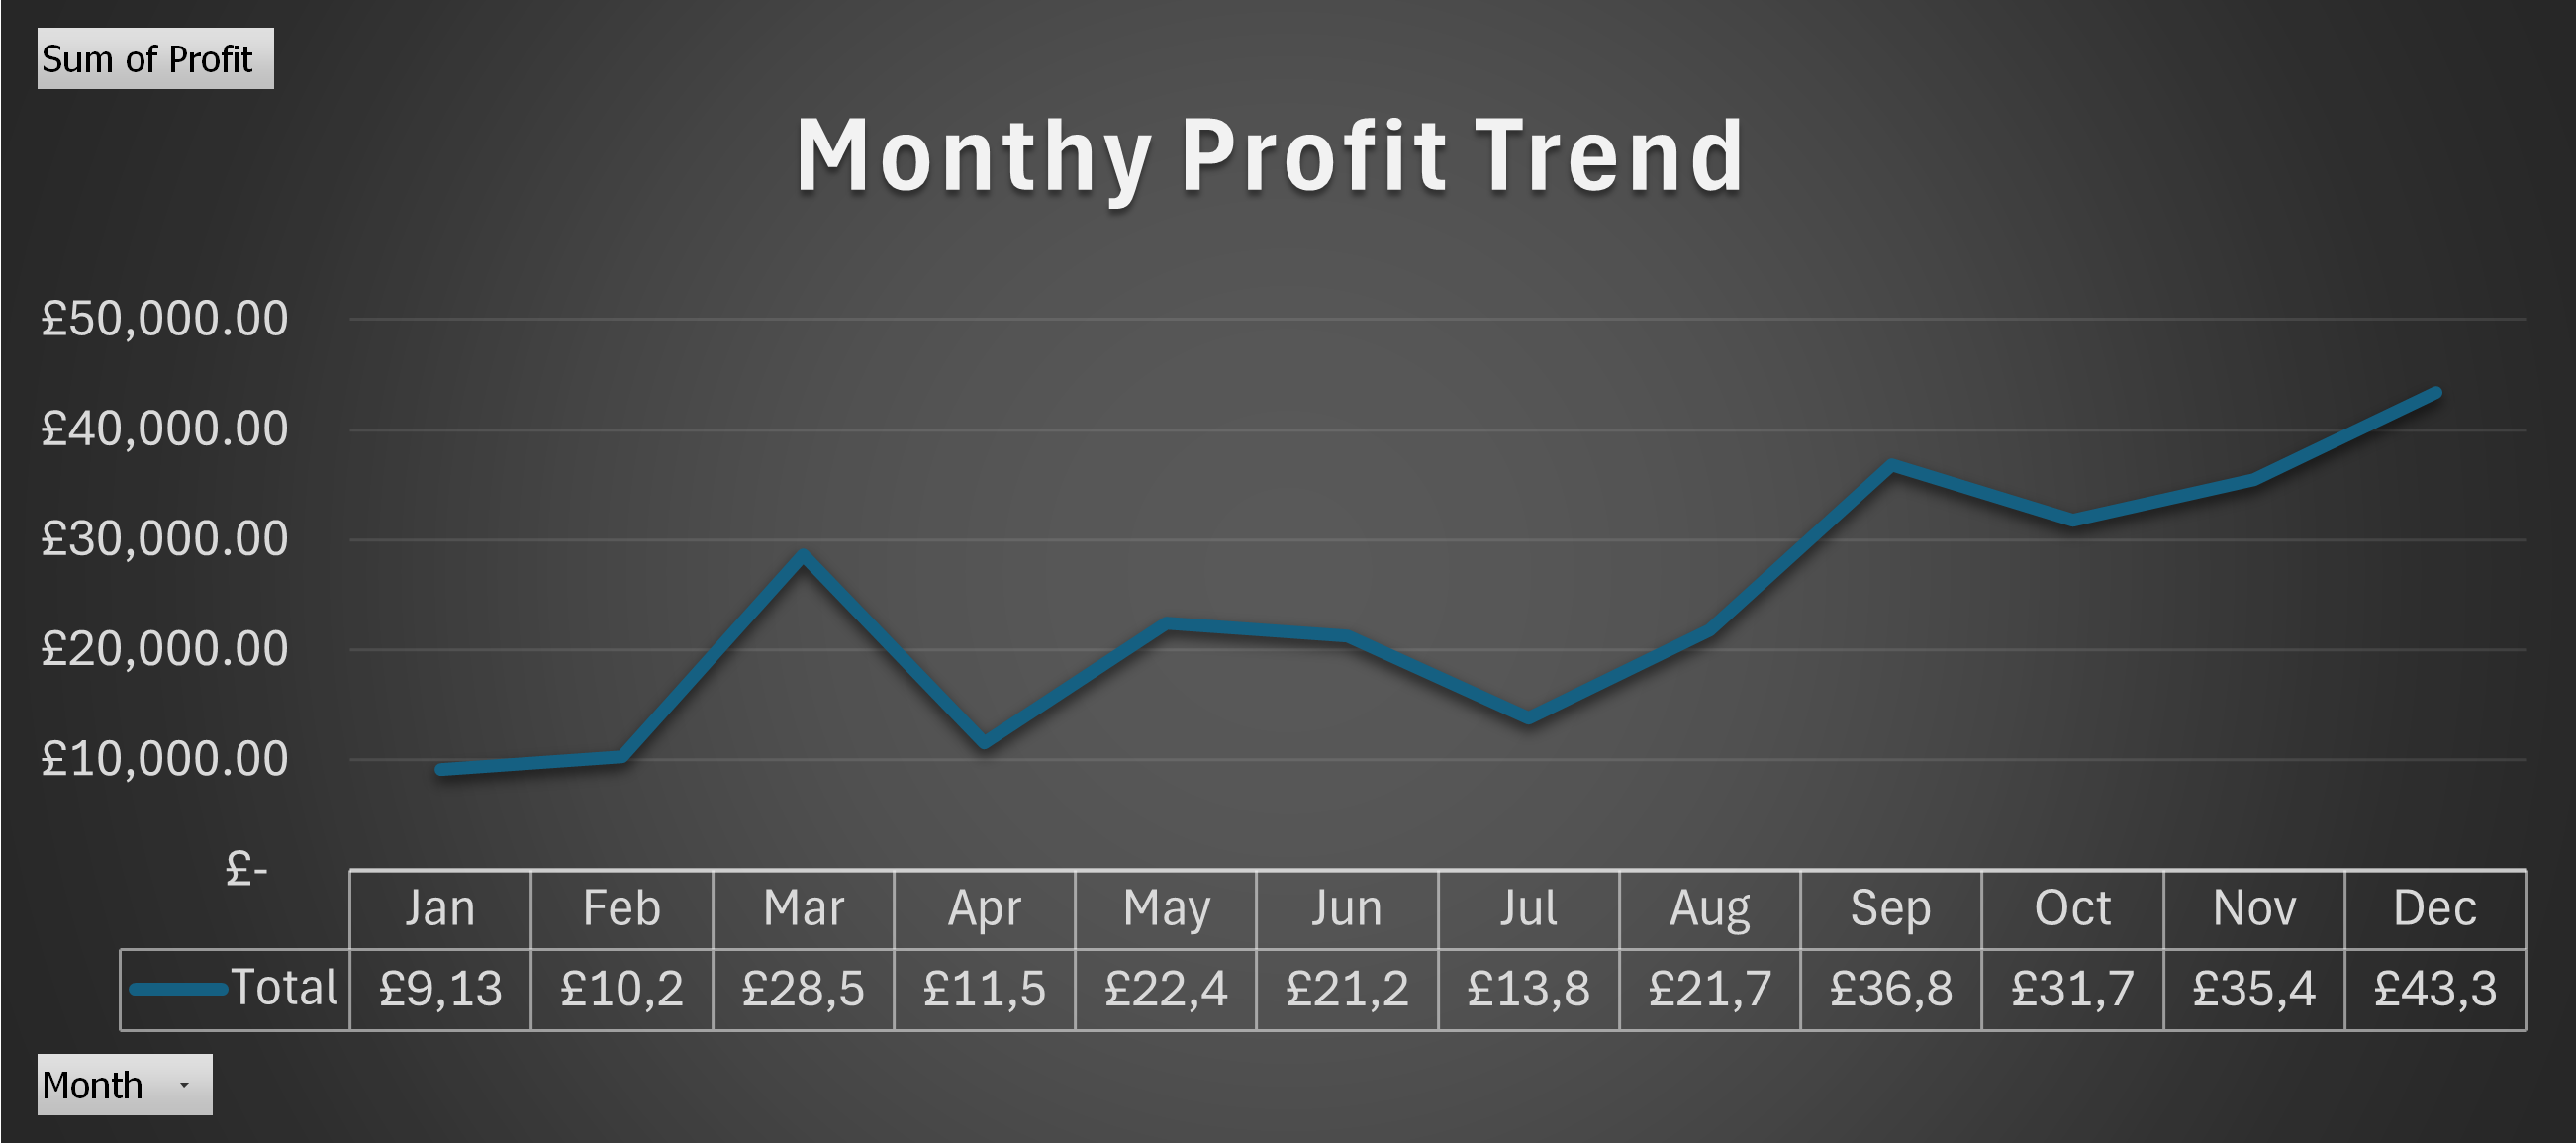 Sum of Profit
Monthy Profit Trend
£50,000.00
£40,000.00
£30,000.00
£20,000.00
£10,000.00
£-
Jan Feb Mar Apr May Jun Jul Aug Sep Oct Nov Dec
Total £9,13 £10,2 £28,5 £11,5 £22,4 £21,2 £13,8 £21,7 £36,8 £31,7 £35,4 £43,3
Month